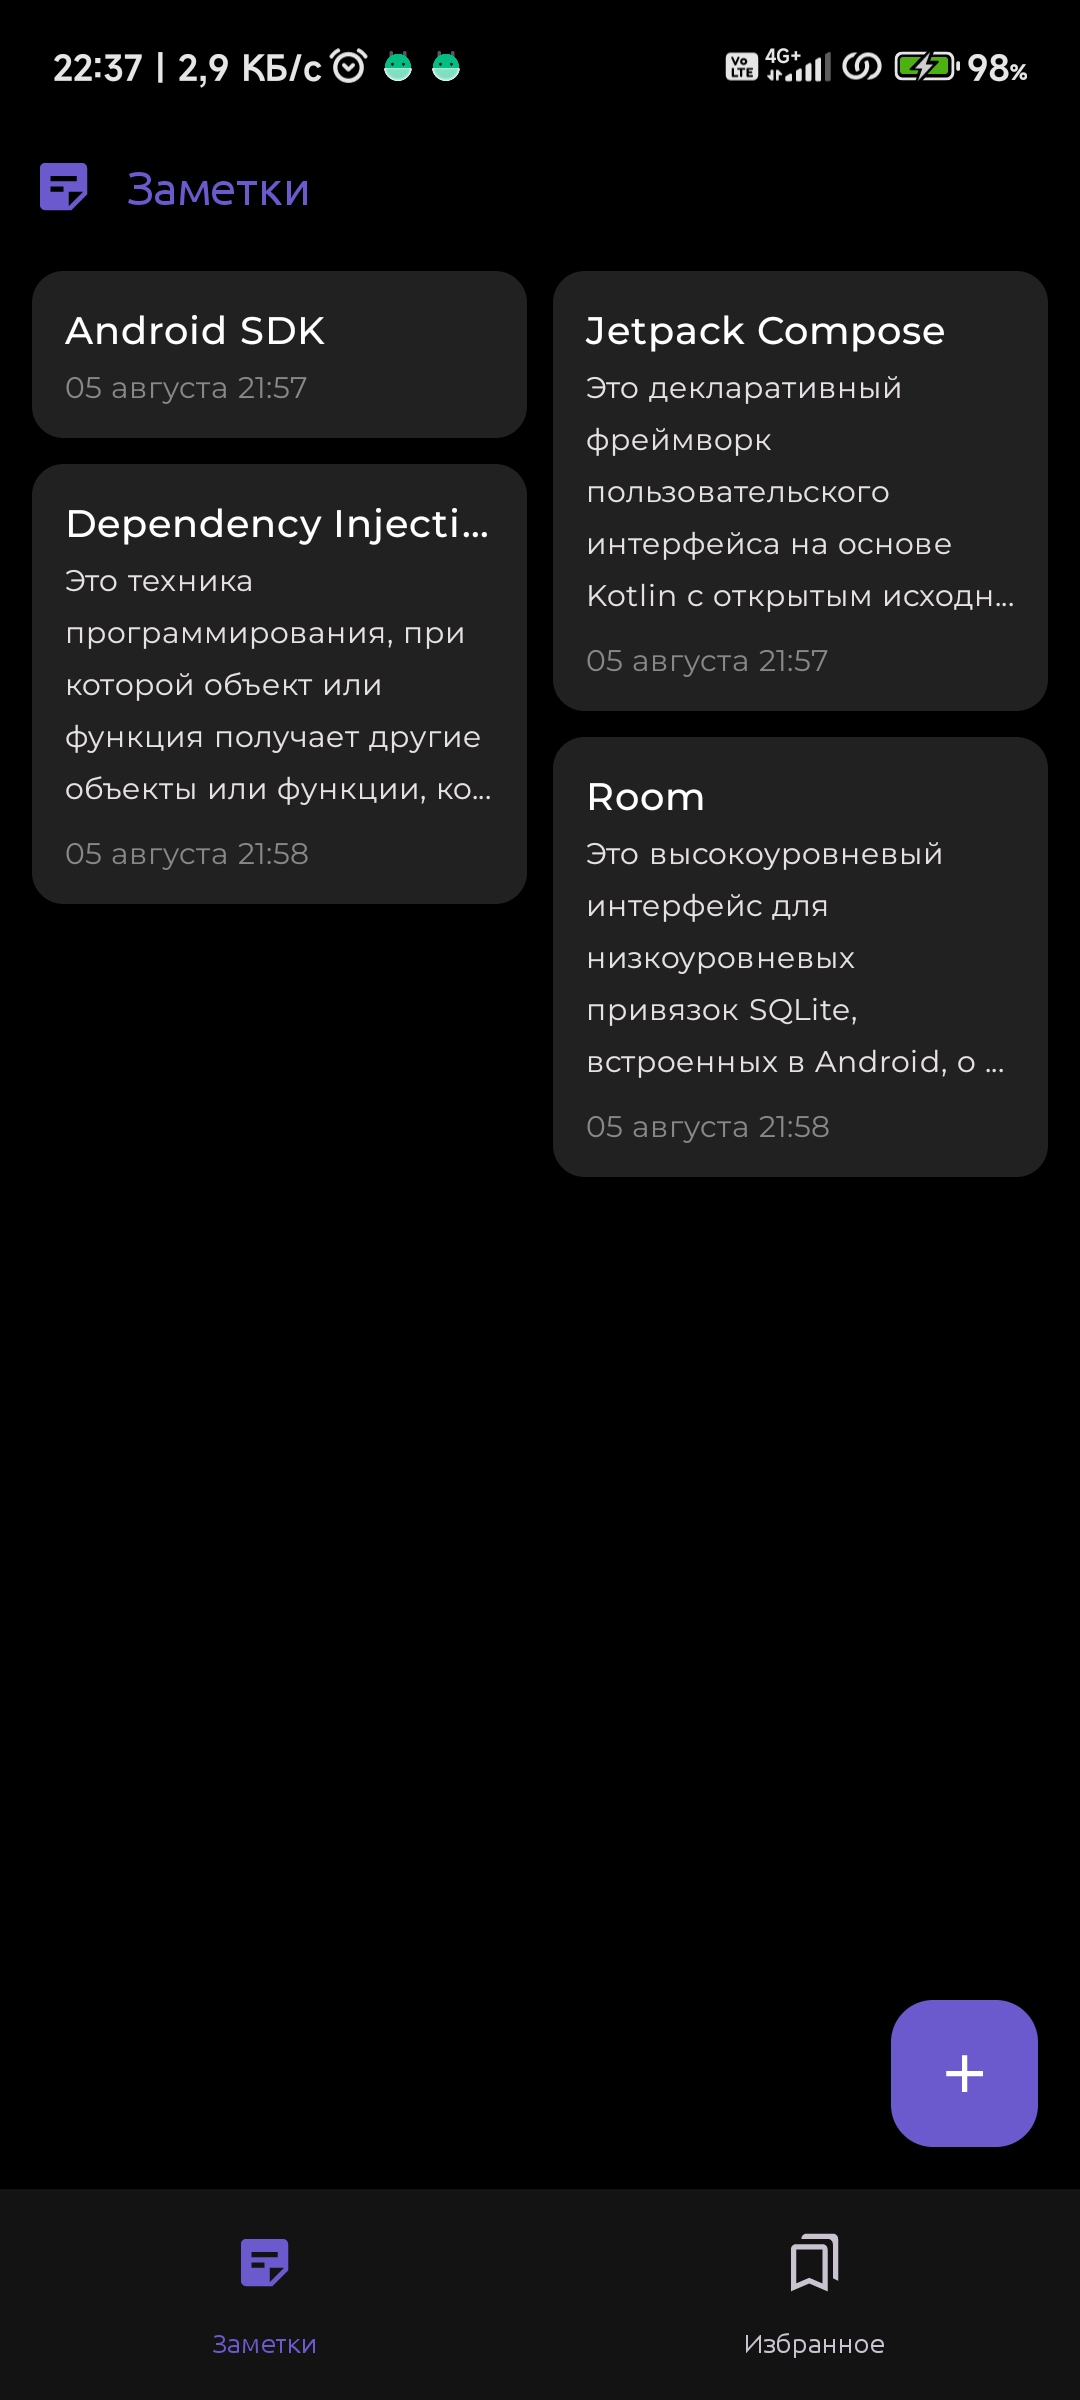 22:37 | 2,9 КБ/с
Vo LTE 4G+ 98%
Заметки
Android SDK
05 августа 21:57
Dependency Injecti...
Это техника
программирования, при
которой объект или
функция получает другие
объекты или функции, ко...
05 августа 21:58
Jetpack Compose
Это декларативный
фреймворк
пользовательского
интерфейса на основе
Kotlin с открытым исходн...
05 августа 21:57
Room
Это высокоуровневый
интерфейс для
низкоуровневых
привязок SQLite,
встроенных в Android, о ...
05 августа 21:58
Заметки
Избранное